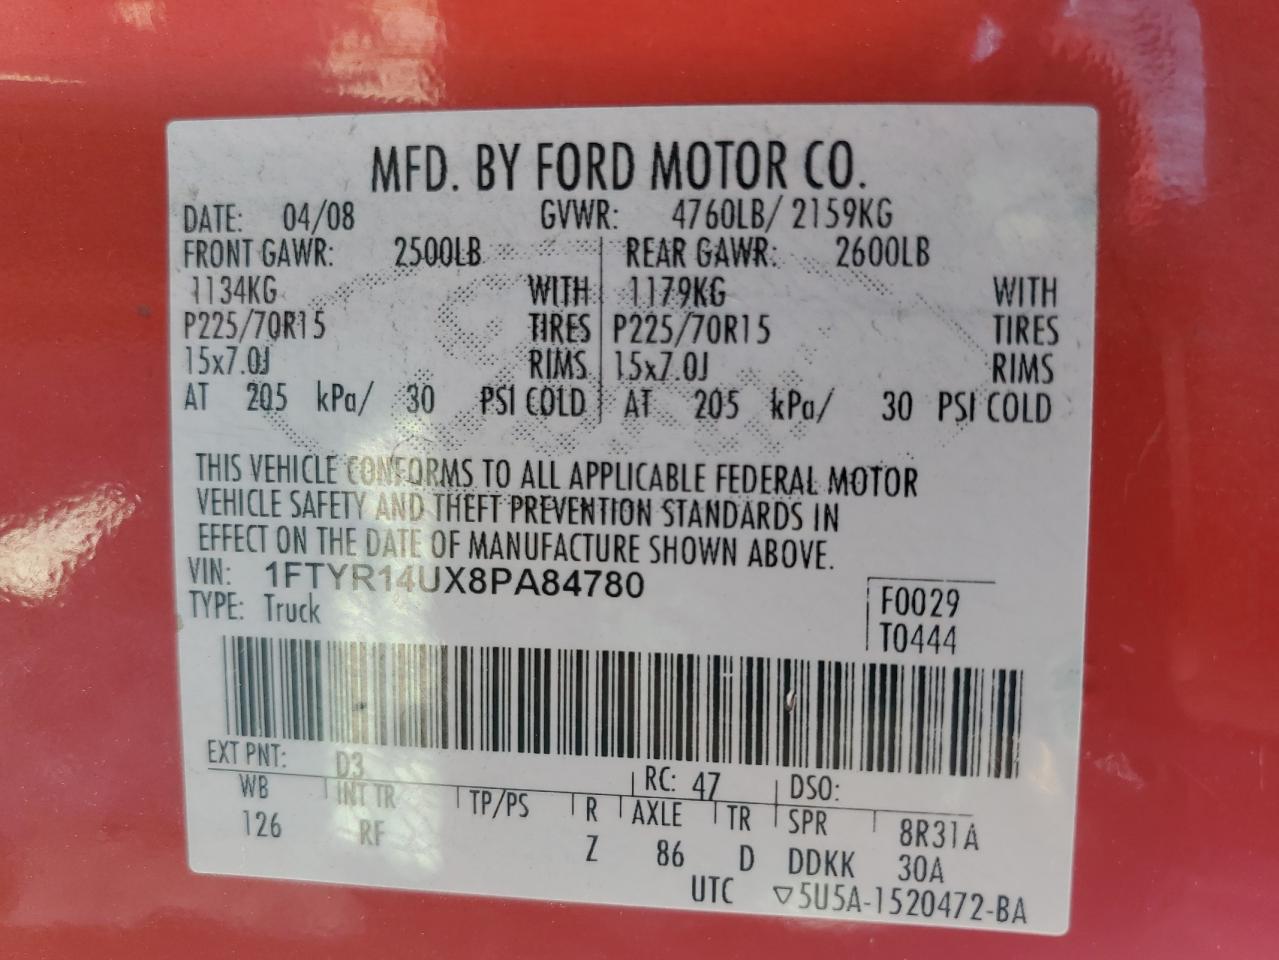 MFD. BY FORD MOTOR CO.
DATE: 04/08 GVWR: 4760LB/ 2159KG
FRONT GAWR: 2500LB REAR GAWR: 2600LB
1134KG WITH 1179KG WITH
P225/70R15 TIRES P225/70R15 TIRES
15x7.0J RIMS 15x7.0J RIMS
AT 205 kPa/ 30 PSI COLD AT 205 kPa/ 30 PSI COLD
THIS VEHICLE CONFORMS TO ALL APPLICABLE FEDERAL MOTOR
VEHICLE SAFETY AND THEFT PREVENTION STANDARDS IN
EFFECT ON THE DATE OF MANUFACTURE SHOWN ABOVE.
VIN: 1FTYR14UX8PA84780
TYPE: Truck
F0029
T0444
EXT PNT: D3 RC: 47 DSO:
WB INT TR TP/PS R AXLE TR SPR 8R31A
126 RF Z 86 D DDKK 30A
UTC ▽5U5A-1520472-BA